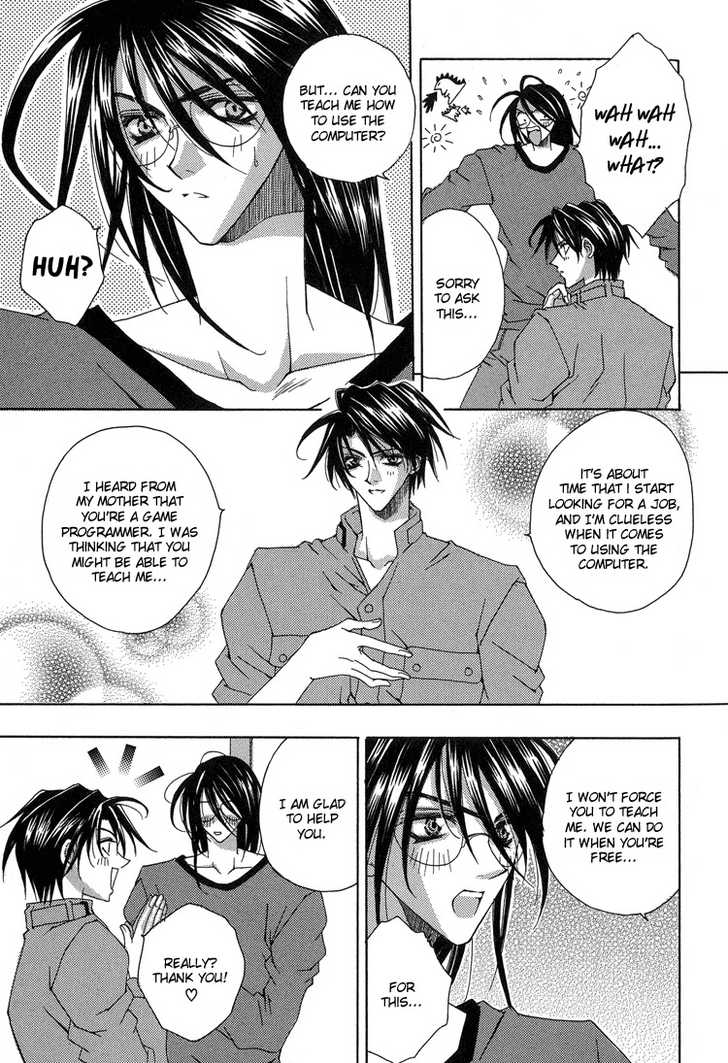 WAH WAH
WAH...
WHAT?
SORRY
TO ASK
THIS...
BUT... CAN YOU
TEACH ME HOW
TO USE THE
COMPUTER?
HUH?
IT'S ABOUT
TIME THAT I START
LOOKING FOR A JOB,
AND I'M CLUELESS
WHEN IT COMES
TO USING THE
COMPUTER.
I HEARD FROM
MY MOTHER THAT
YOU'RE A GAME
PROGRAMMER. I WAS
THINKING THAT YOU
MIGHT BE ABLE TO
TEACH ME...
I WON'T FORCE
YOU TO TEACH
ME. WE CAN DO
IT WHEN YOU'RE
FREE...
FOR
THIS...
I AM GLAD
TO HELP
YOU.
REALLY?
THANK YOU!
♡